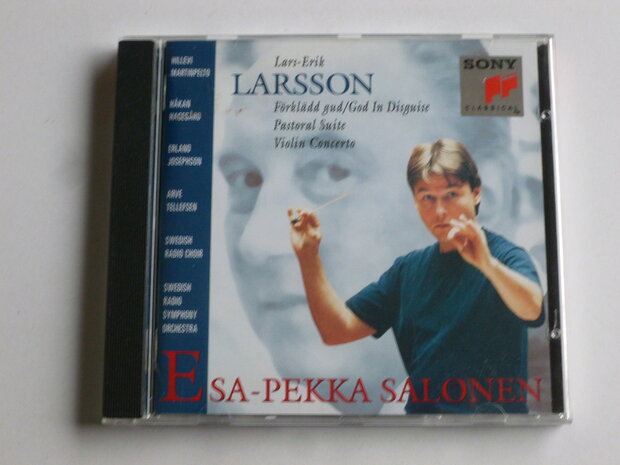 HILLEVI
MARTINPELTO
HÅKAN
HAGEGÅRD
ERLAND
JOSEPHSON
ARVE
TELLEFSEN
SWEDISH
RADIO CHOIR
SWEDISH
RADIO
SYMPHONY
ORCHESTRA
Lars-Erik
LARSSON
Förklädd gud/God In Disguise
Pastoral Suite
Violin Concerto
SONY
CLASSICAL
ESA-PEKKA SALONEN